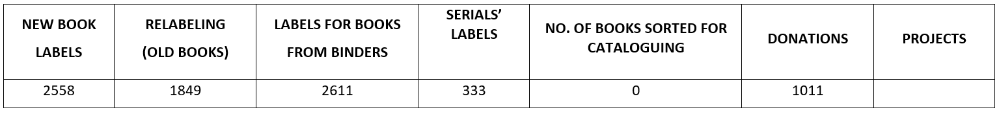 NEW BOOK
LABELS
RELABELING
(OLD BOOKS)
LABELS FOR BOOKS
FROM BINDERS
SERIALS’
LABELS
NO. OF BOOKS SORTED FOR
CATALOGUING
DONATIONS
PROJECTS
2558
1849
2611
333
0
1011